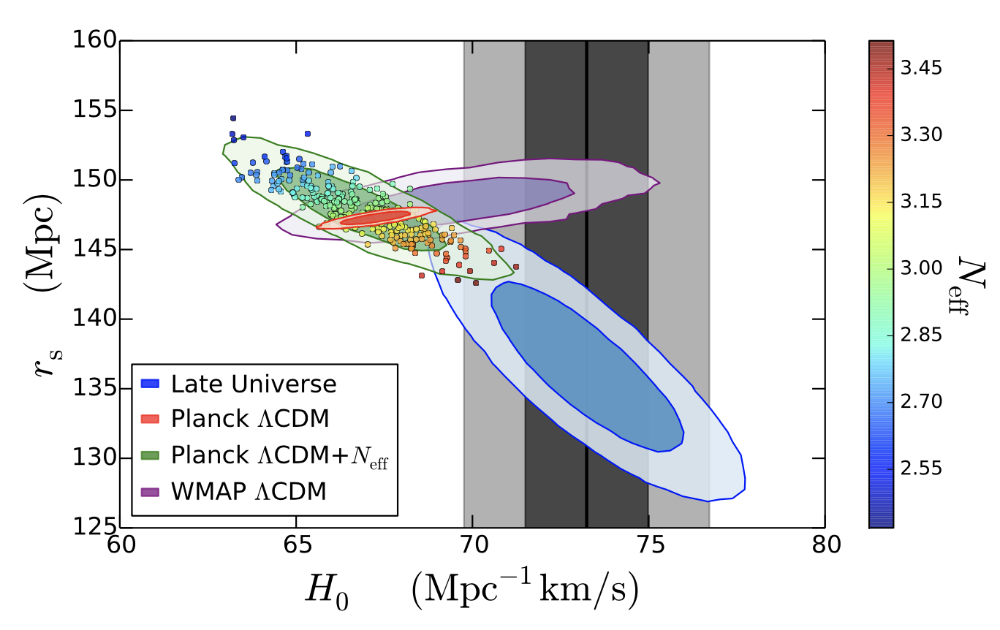 160
155
150
145
140
135
130
125
r_s (Mpc)
60 65 70 75 80
H_0 (Mpc^{-1} km/s)
Late Universe
Planck ΛCDM
Planck ΛCDM+N_eff
WMAP ΛCDM
3.45
3.30
3.15
3.00
2.85
2.70
2.55
N_eff